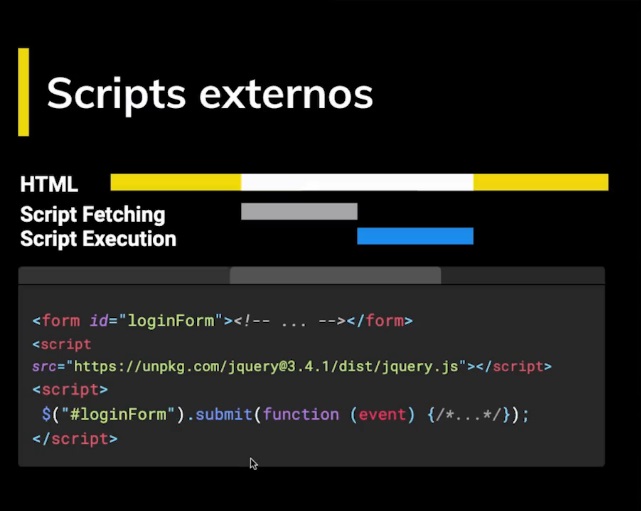 Scripts externos
HTML
Script Fetching
Script Execution
<form id="loginForm"><!-- ... --></form>
<script
src="https://unpkg.com/jquery@3.4.1/dist/jquery.js"></script>
<script>
$("#loginForm").submit(function (event) {/*...*/});
</script>